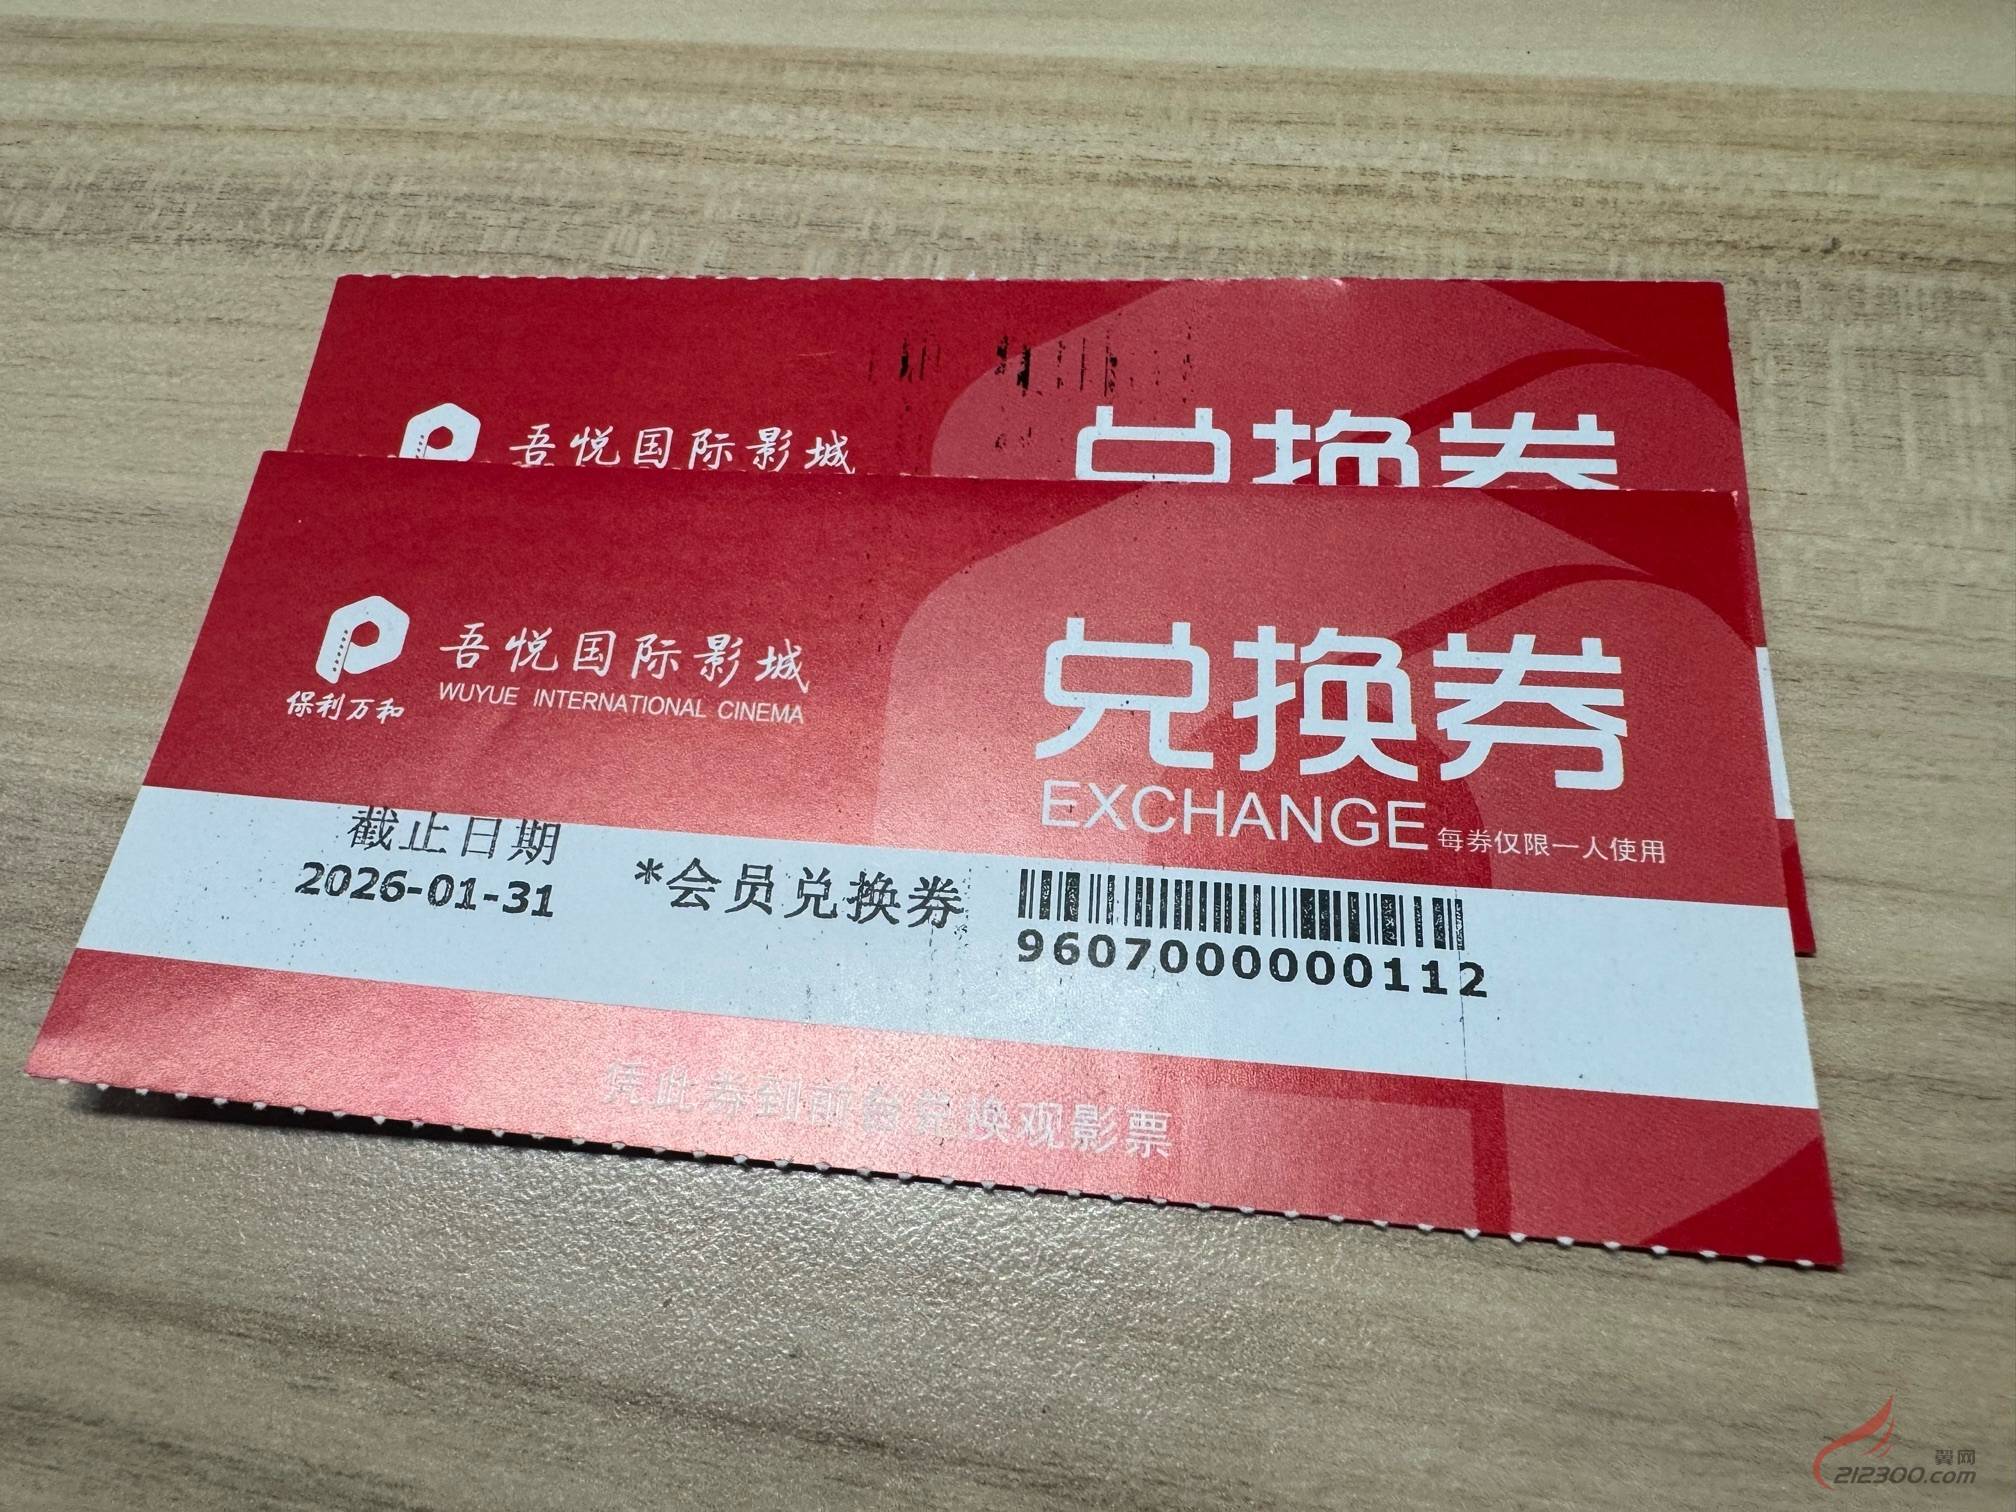 吾悦国际影城
兑换券
保利万和
吾悦国际影城
WUYUE INTERNATIONAL CINEMA
兑换券
EXCHANGE 每券仅限一人使用
截止日期
2026-01-31
*会员兑换券
9607000000112
凭此券到前台兑换观影票
翼网
212300.com